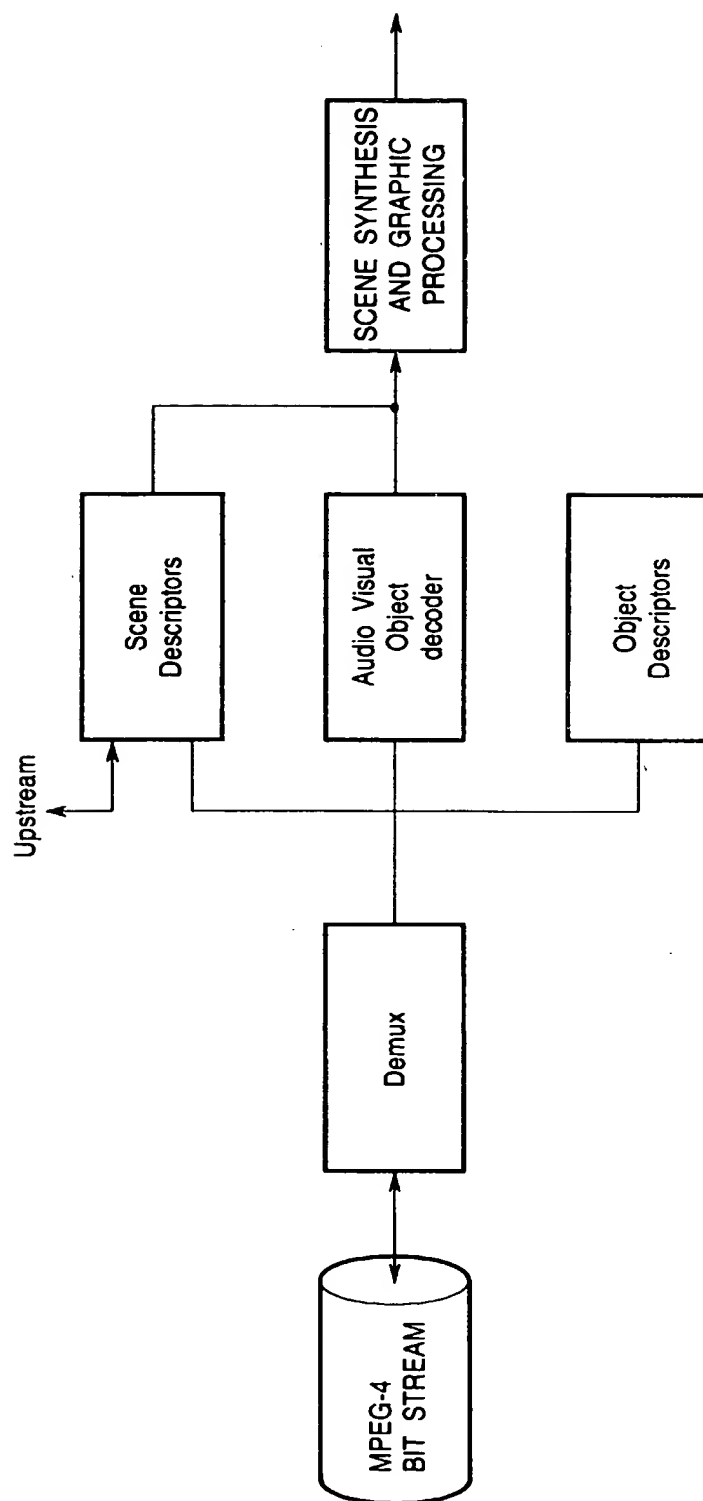 Upstream
MPEG-4
BIT STREAM
Demux
Scene
Descriptors
Audio Visual
Object
decoder
Object
Descriptors
SCENE SYNTHESIS
AND GRAPHIC
PROCESSING